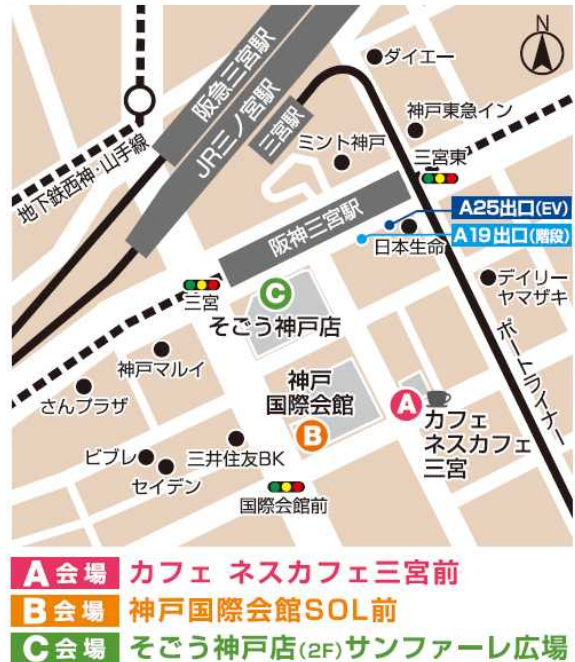 N
ダイエー
阪急三宮駅
JR三ノ宮駅
三宮駅
神戸東急イン
ミント神戸
三宮東
地下鉄西神・山手線
阪神三宮駅
A25出口(EV)
A19出口(階段)
日本生命
デイリー
ヤマザキ
三宮
C
そごう神戸店
ポートライナー
神戸マルイ
さんプラザ
神戸
国際会館
A
カフェ
ネスカフェ
三宮
B
ビブレ
三井住友BK
セイデン
国際会館前
A会場 カフェ ネスカフェ三宮前
B会場 神戸国際会館SOL前
C会場 そごう神戸店(2F)サンファーレ広場